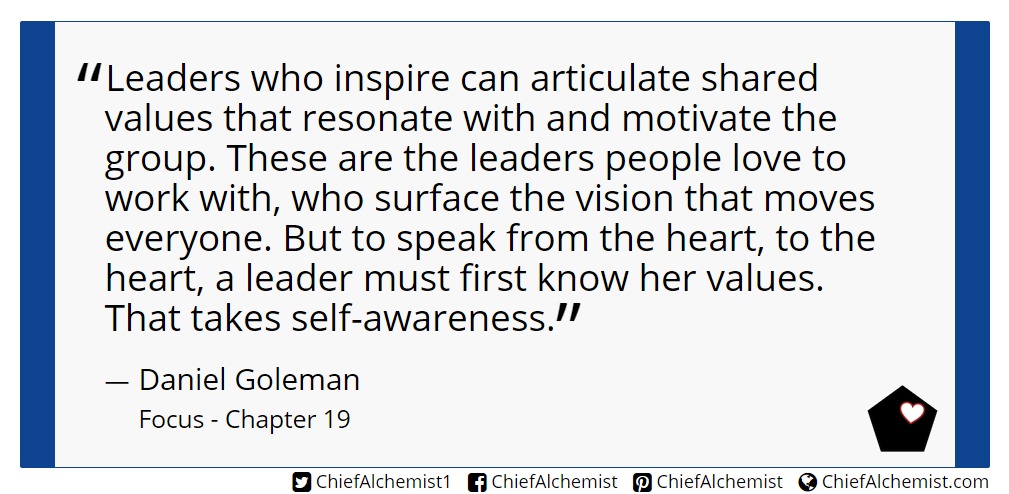 “Leaders who inspire can articulate shared
values that resonate with and motivate the
group. These are the leaders people love to
work with, who surface the vision that moves
everyone. But to speak from the heart, to the
heart, a leader must first know her values.
That takes self-awareness.”
— Daniel Goleman
Focus - Chapter 19
ChiefAlchemist1 ChiefAlchemist ChiefAlchemist ChiefAlchemist.com